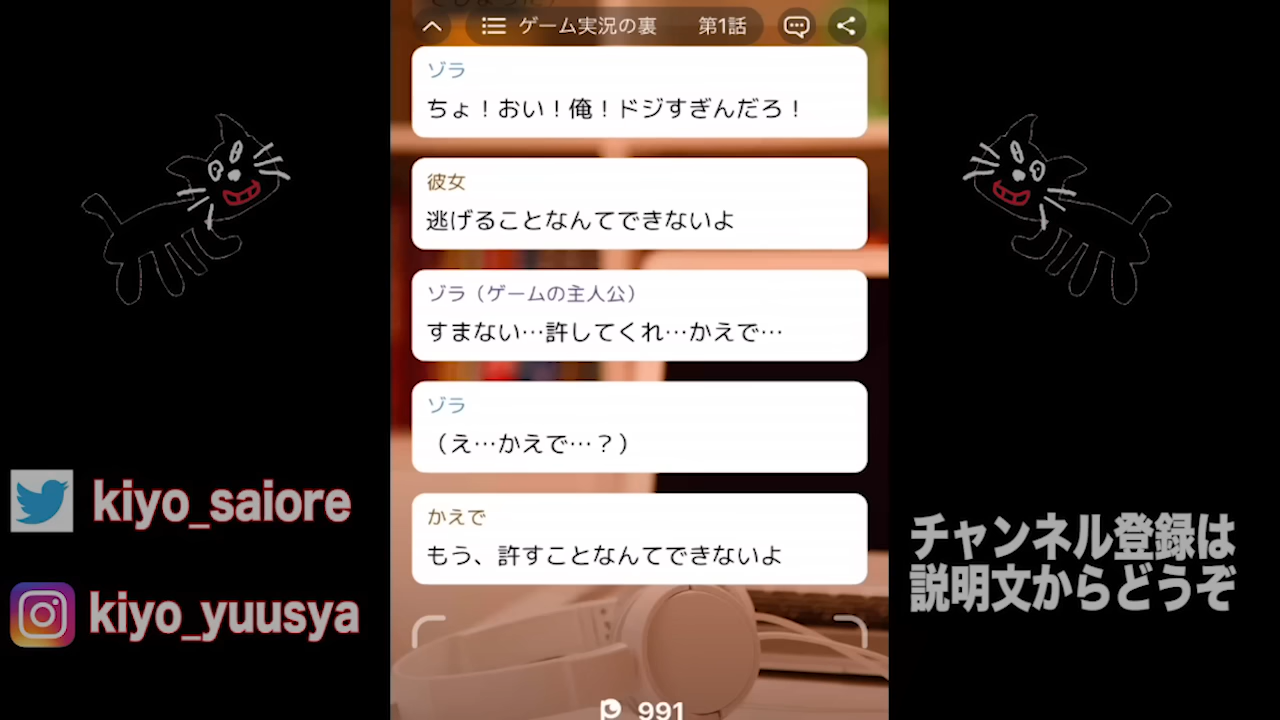 ゲーム実況の裏 第1話
ゾラ
ちょ！おい！俺！ドジすぎんだろ！
彼女
逃げることなんてできないよ
ゾラ（ゲームの主人公）
すまない…許してくれ…かえで…
ゾラ
（え…かえで…？）
かえで
もう、許すことなんてできないよ
991
kiyo_saiore
kiyo_yuusya
チャンネル登録は
説明文からどうぞ